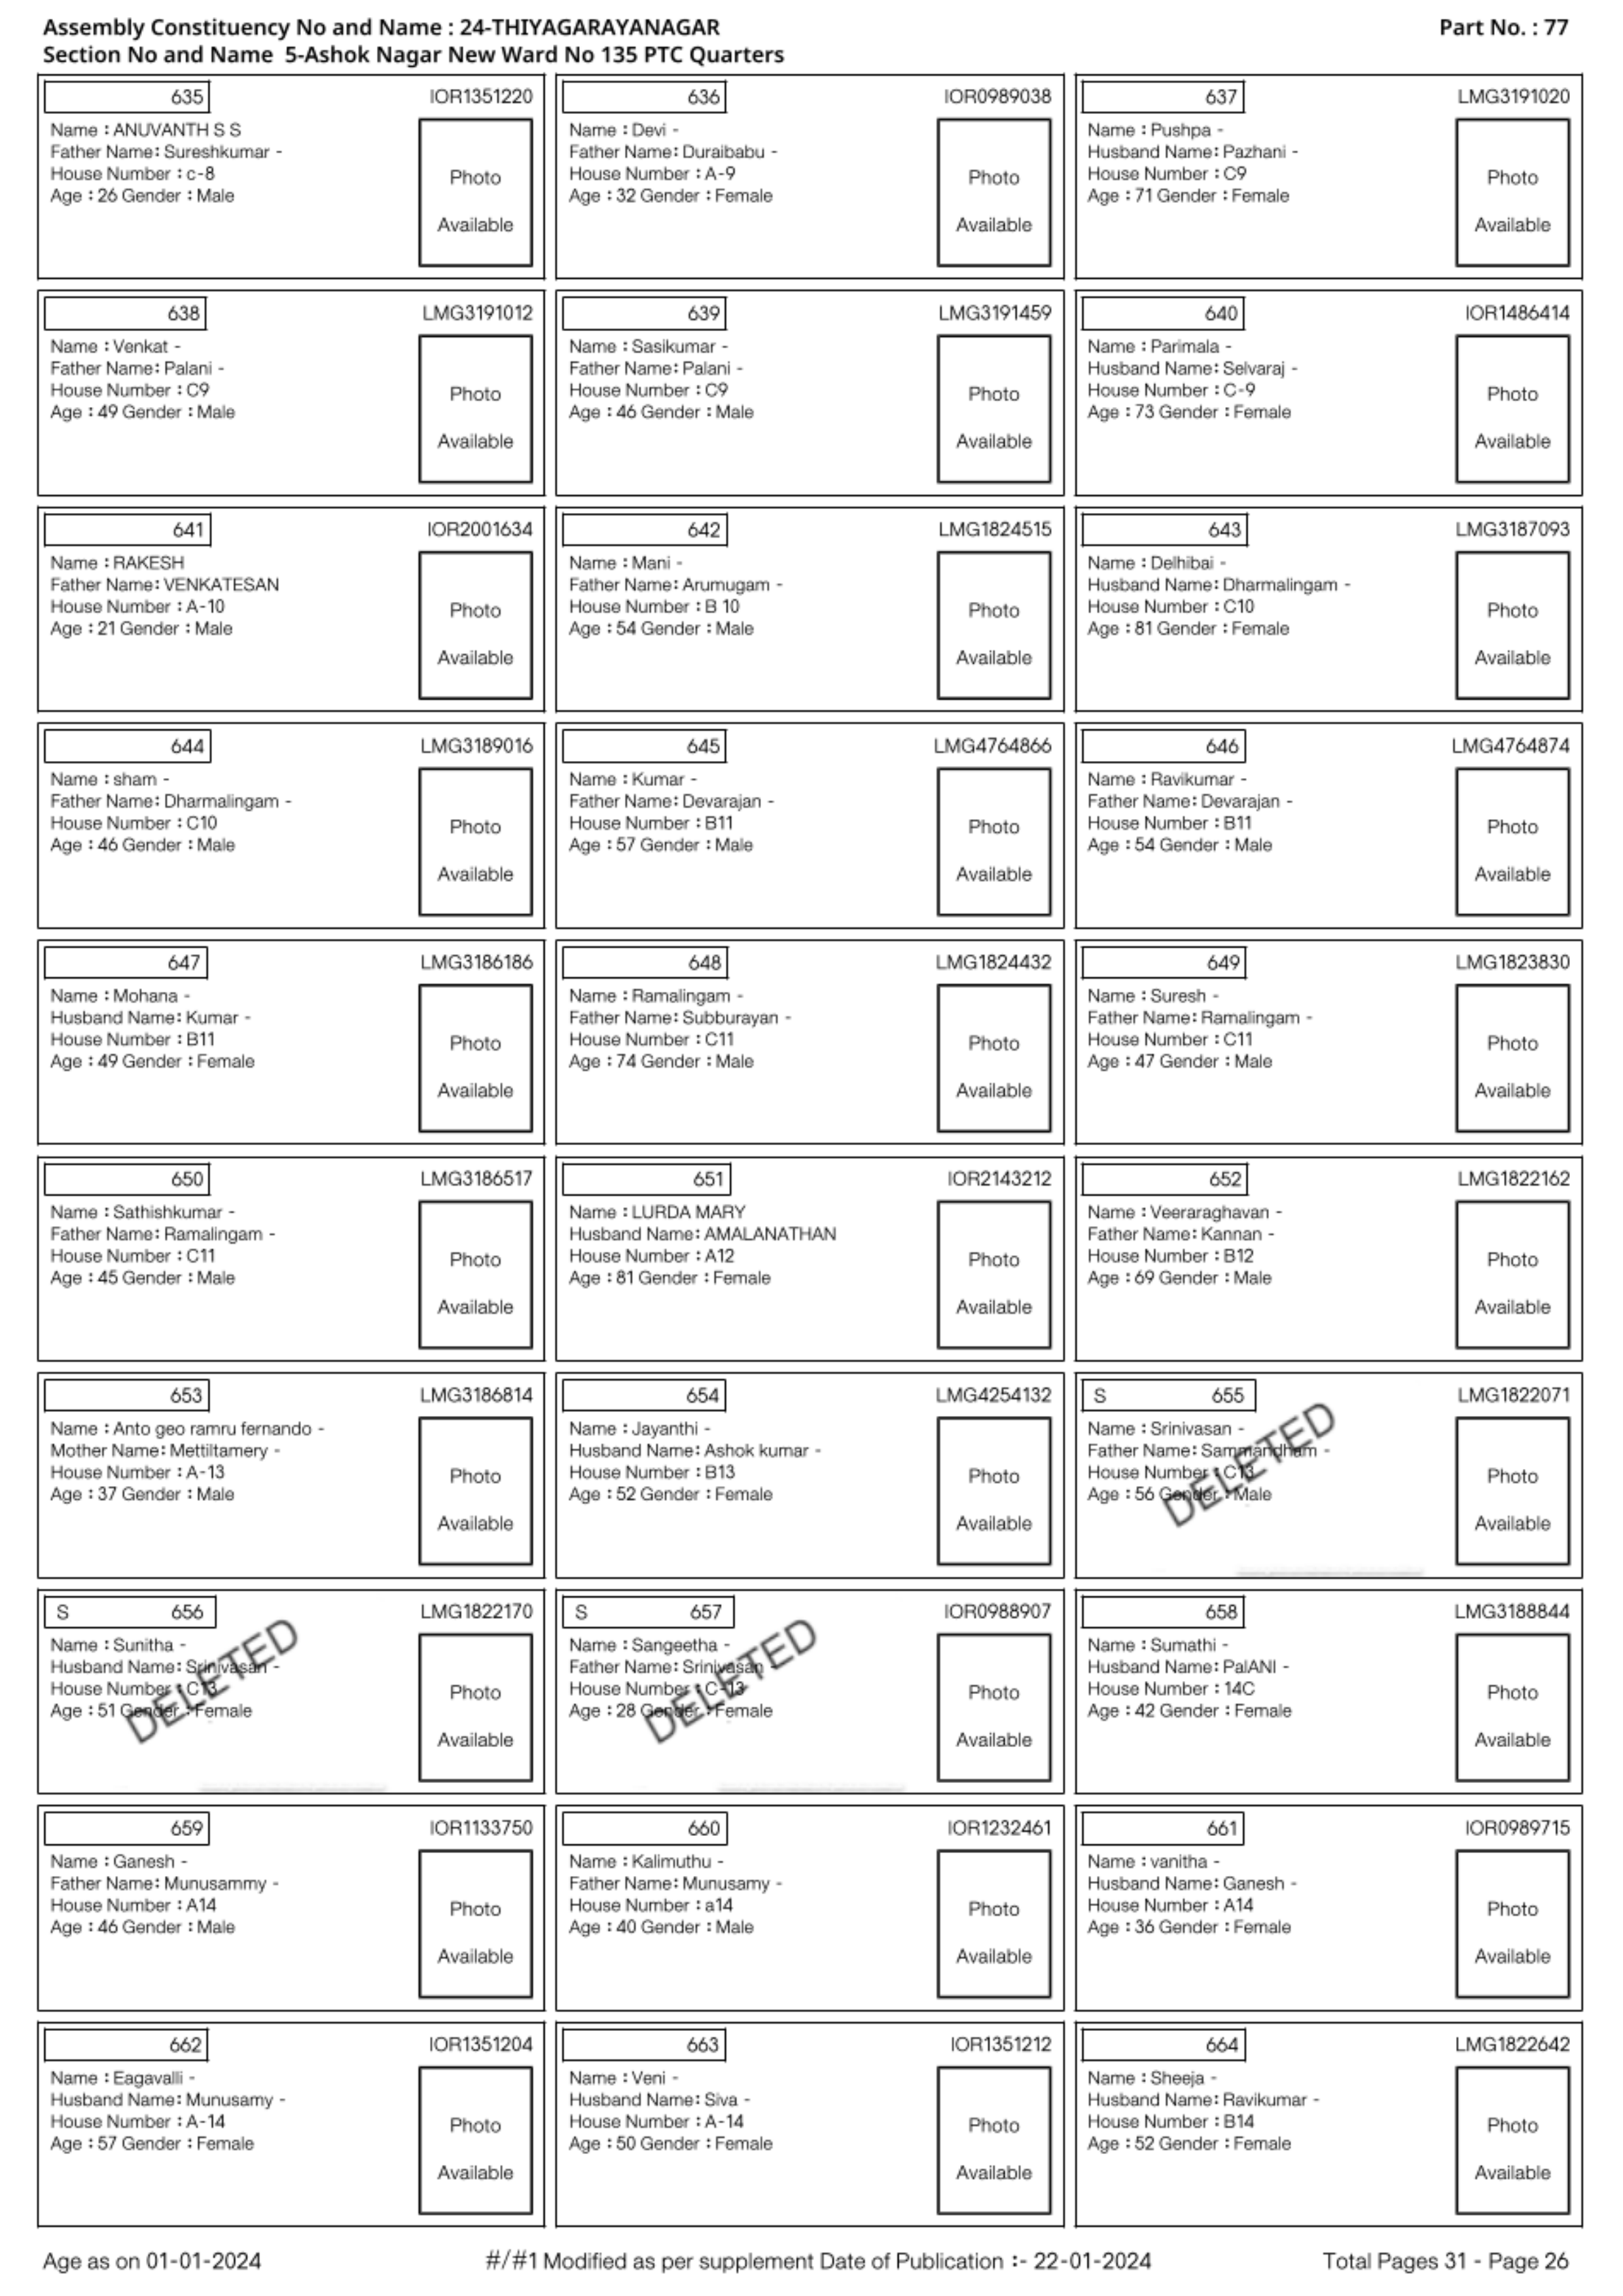 Assembly Constituency No and Name : 24-THIYAGARAYANAGAR
Part No. : 77
Section No and Name 5-Ashok Nagar New Ward No 135 PTC Quarters
635 IOR1351220
Name : ANUVANTH S S
Father Name: Sureshkumar -
House Number : c-8
Age : 26 Gender : Male
Photo
Available
636 IOR0989038
Name : Devi -
Father Name: Duraibabu -
House Number : A-9
Age : 32 Gender : Female
Photo
Available
637 LMG3191020
Name : Pushpa -
Husband Name: Pazhani -
House Number : C9
Age : 71 Gender : Female
Photo
Available
638 LMG3191012
Name : Venkat -
Father Name: Palani -
House Number : C9
Age : 49 Gender : Male
Photo
Available
639 LMG3191459
Name : Sasikumar -
Father Name: Palani -
House Number : C9
Age : 46 Gender : Male
Photo
Available
640 IOR1486414
Name : Parimala -
Husband Name: Selvaraj -
House Number : C-9
Age : 73 Gender : Female
Photo
Available
641 IOR2001634
Name : RAKESH
Father Name: VENKATESAN
House Number : A-10
Age : 21 Gender : Male
Photo
Available
642 LMG1824515
Name : Mani -
Father Name: Arumugam -
House Number : B 10
Age : 54 Gender : Male
Photo
Available
643 LMG3187093
Name : Delhibai -
Husband Name: Dharmalingam -
House Number : C10
Age : 81 Gender : Female
Photo
Available
644 LMG3189016
Name : sham -
Father Name: Dharmalingam -
House Number : C10
Age : 46 Gender : Male
Photo
Available
645 LMG4764866
Name : Kumar -
Father Name: Devarajan -
House Number : B11
Age : 57 Gender : Male
Photo
Available
646 LMG4764874
Name : Ravikumar -
Father Name: Devarajan -
House Number : B11
Age : 54 Gender : Male
Photo
Available
647 LMG3186186
Name : Mohana -
Husband Name: Kumar -
House Number : B11
Age : 49 Gender : Female
Photo
Available
648 LMG1824432
Name : Ramalingam -
Father Name: Subburayan -
House Number : C11
Age : 74 Gender : Male
Photo
Available
649 LMG1823830
Name : Suresh -
Father Name: Ramalingam -
House Number : C11
Age : 47 Gender : Male
Photo
Available
650 LMG3186517
Name : Sathishkumar -
Father Name: Ramalingam -
House Number : C11
Age : 45 Gender : Male
Photo
Available
651 IOR2143212
Name : LURDA MARY
Husband Name: AMALANATHAN
House Number : A12
Age : 81 Gender : Female
Photo
Available
652 LMG1822162
Name : Veeraraghavan -
Father Name: Kannan -
House Number : B12
Age : 69 Gender : Male
Photo
Available
653 LMG3186814
Name : Anto geo ramru fernando -
Mother Name: Mettiltamery -
House Number : A-13
Age : 37 Gender : Male
Photo
Available
654 LMG4254132
Name : Jayanthi -
Husband Name: Ashok kumar -
House Number : B13
Age : 52 Gender : Female
Photo
Available
S 655 LMG1822071
Name : Srinivasan -
Father Name: Sammandham -
House Number : C13
Age : 56 Gender : Male
DELETED
Photo
Available
S 656 LMG1822170
Name : Sunitha -
Husband Name: Srinivasan -
House Number : C13
Age : 51 Gender : Female
DELETED
Photo
Available
S 657 IOR0988907
Name : Sangeetha -
Father Name: Srinivasan -
House Number : C-13
Age : 28 Gender : Female
DELETED
Photo
Available
658 LMG3188844
Name : Sumathi -
Husband Name: PalANI -
House Number : 14C
Age : 42 Gender : Female
Photo
Available
659 IOR1133750
Name : Ganesh -
Father Name: Munusammy -
House Number : A14
Age : 46 Gender : Male
Photo
Available
660 IOR1232461
Name : Kalimuthu -
Father Name: Munusamy -
House Number : a14
Age : 40 Gender : Male
Photo
Available
661 IOR0989715
Name : vanitha -
Husband Name: Ganesh -
House Number : A14
Age : 36 Gender : Female
Photo
Available
662 IOR1351204
Name : Eagavalli -
Husband Name: Munusamy -
House Number : A-14
Age : 57 Gender : Female
Photo
Available
663 IOR1351212
Name : Veni -
Husband Name: Siva -
House Number : A-14
Age : 50 Gender : Female
Photo
Available
664 LMG1822642
Name : Sheeja -
Husband Name: Ravikumar -
House Number : B14
Age : 52 Gender : Female
Photo
Available
Age as on 01-01-2024
#/#1 Modified as per supplement Date of Publication :- 22-01-2024
Total Pages 31 - Page 26